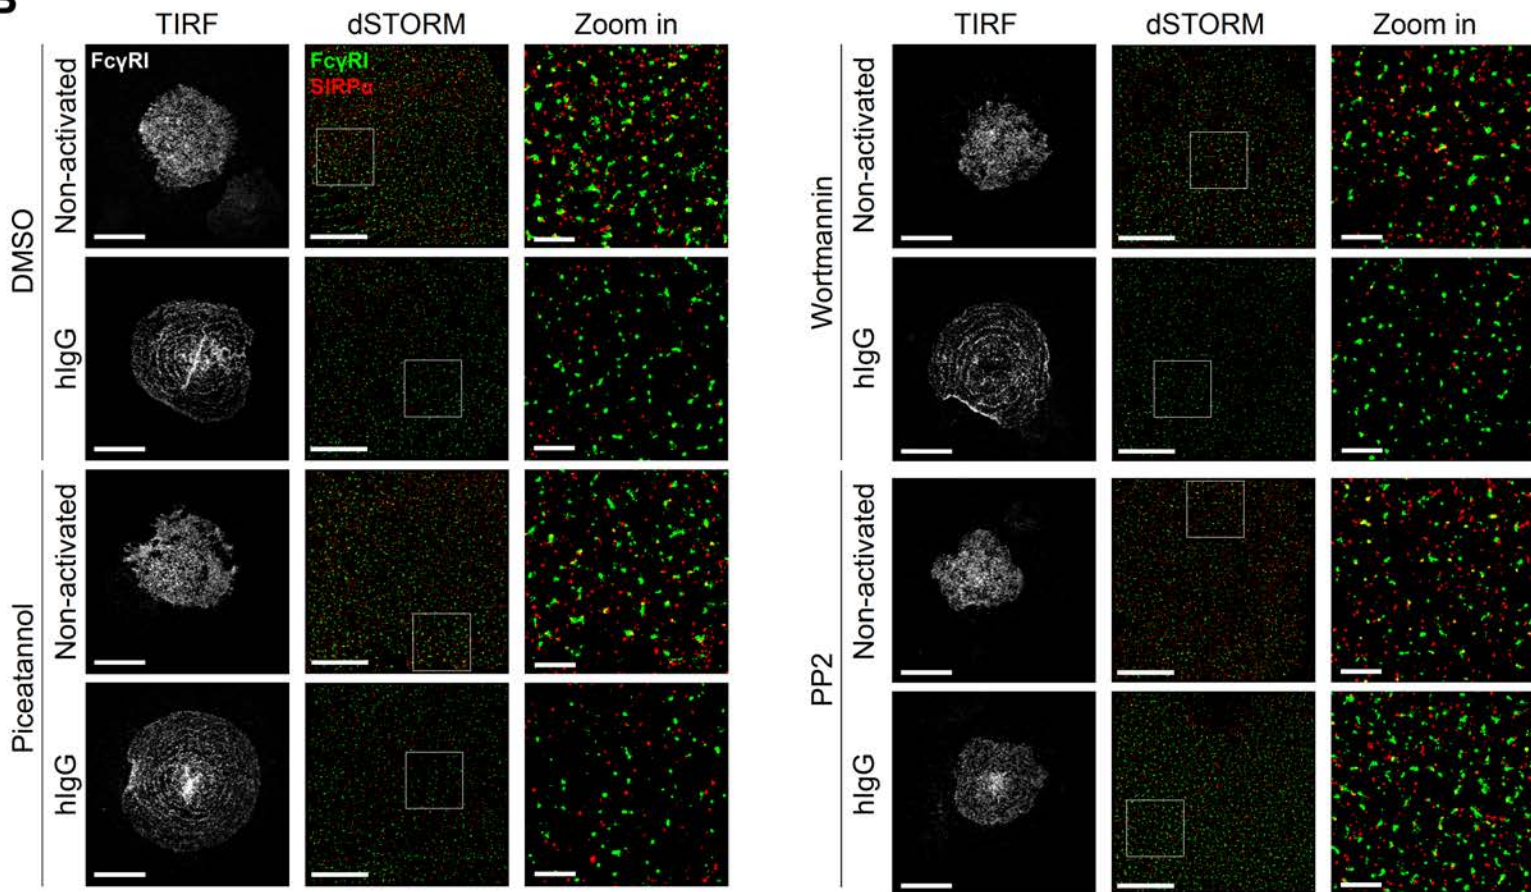 B
TIRF dSTORM Zoom in
DMSO
Non-activated
FcγRI
FcγRI
SIRPα
hIgG
Piceatannol
Non-activated
hIgG
TIRF dSTORM Zoom in
Wortmannin
Non-activated
hIgG
PP2
Non-activated
hIgG